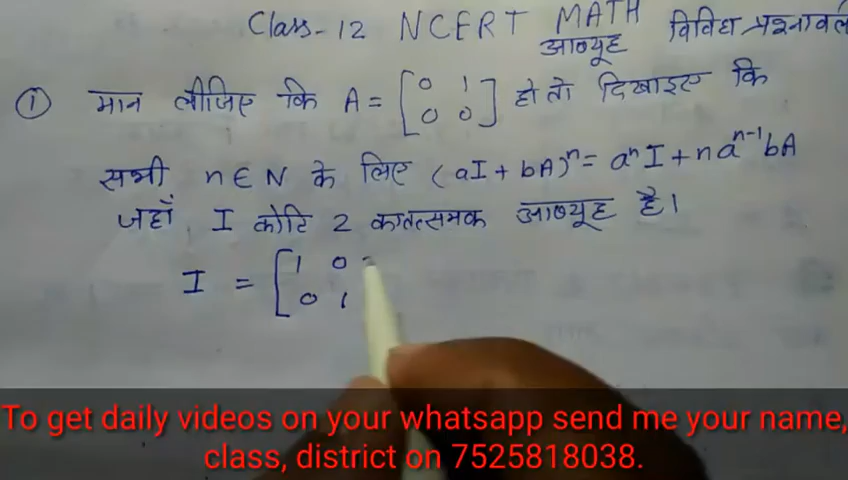 Class-12 NCERT MATH विविध प्रश्नावली
आव्यूह
① मान लीजिए कि A = [0 1 0 0] हो तो दिखाइए कि
सभी n ∈ N के लिए (aI + bA)ⁿ = aⁿI + naⁿ⁻¹bA
जहाँ I कोटि 2 का तत्समक आव्यूह है।
I = [1 0 0 1
To get daily videos on your whatsapp send me your name,
class, district on 7525818038.